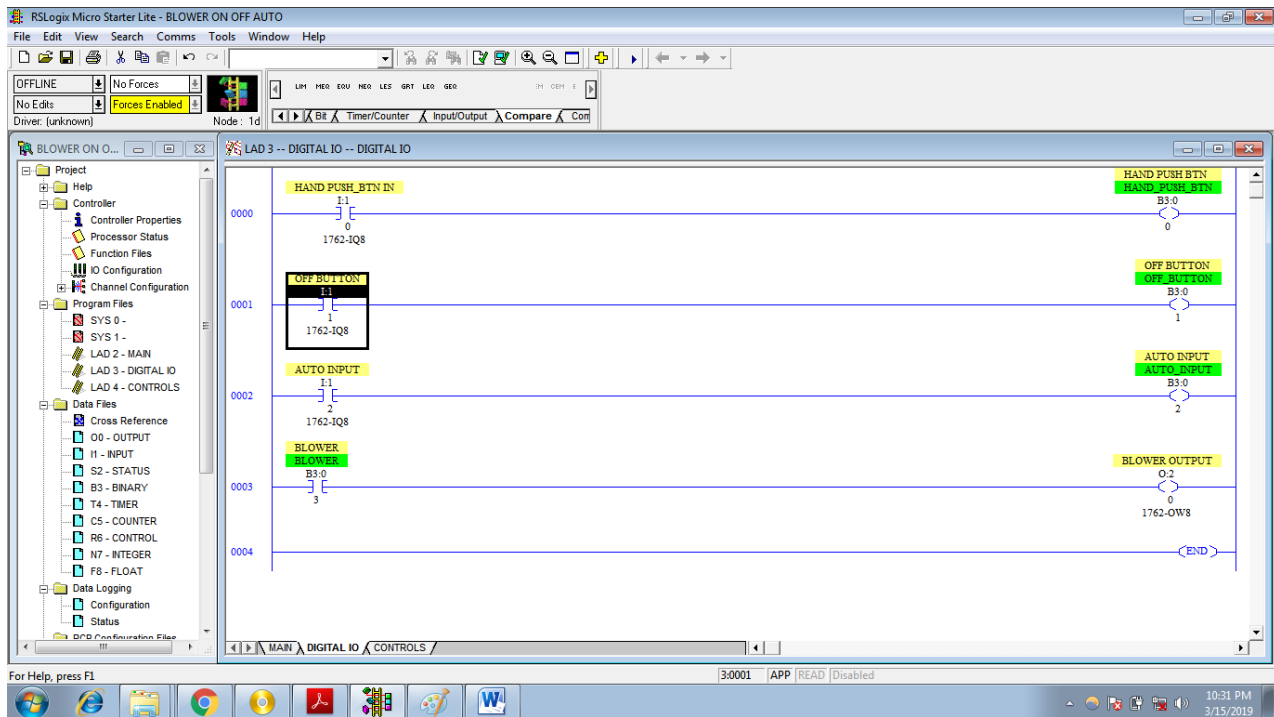 RSLogix Micro Starter Lite - BLOWER ON OFF AUTO
File Edit View Search Comms Tools Window Help
OFFLINE No Forces
No Edits Forces Enabled
Driver: (unknown) Node : 1d
LIM MEQ EQU NEQ LES GRT LEQ GEQ
Bit Timer/Counter Input/Output Compare Com
BLOWER ON O...
Project
Help
Controller
Controller Properties
Processor Status
Function Files
IO Configuration
Channel Configuration
Program Files
SYS 0 -
SYS 1 -
LAD 2 - MAIN
LAD 3 - DIGITAL IO
LAD 4 - CONTROLS
Data Files
Cross Reference
O0 - OUTPUT
I1 - INPUT
S2 - STATUS
B3 - BINARY
T4 - TIMER
C5 - COUNTER
R6 - CONTROL
N7 - INTEGER
F8 - FLOAT
Data Logging
Configuration
Status
RCP Configuration Files
LAD 3 -- DIGITAL IO -- DIGITAL IO
HAND PUSH BTN
HAND PUSH_BTN IN HAND_PUSH_BTN
I:1 B3:0
0000
0 0
1762-IQ8
OFF BUTTON
OFF BUTTON OFF_BUTTON
I:1 B3:0
0001
1 1
1762-IQ8
AUTO INPUT
AUTO INPUT AUTO_INPUT
I:1 B3:0
0002
2 2
1762-IQ8
BLOWER
BLOWER BLOWER OUTPUT
B3:0 O:2
0003
3 0
1762-OW8
0004 END
MAIN DIGITAL IO CONTROLS
For Help, press F1 3:0001 APP READ Disabled
10:31 PM
3/15/2019